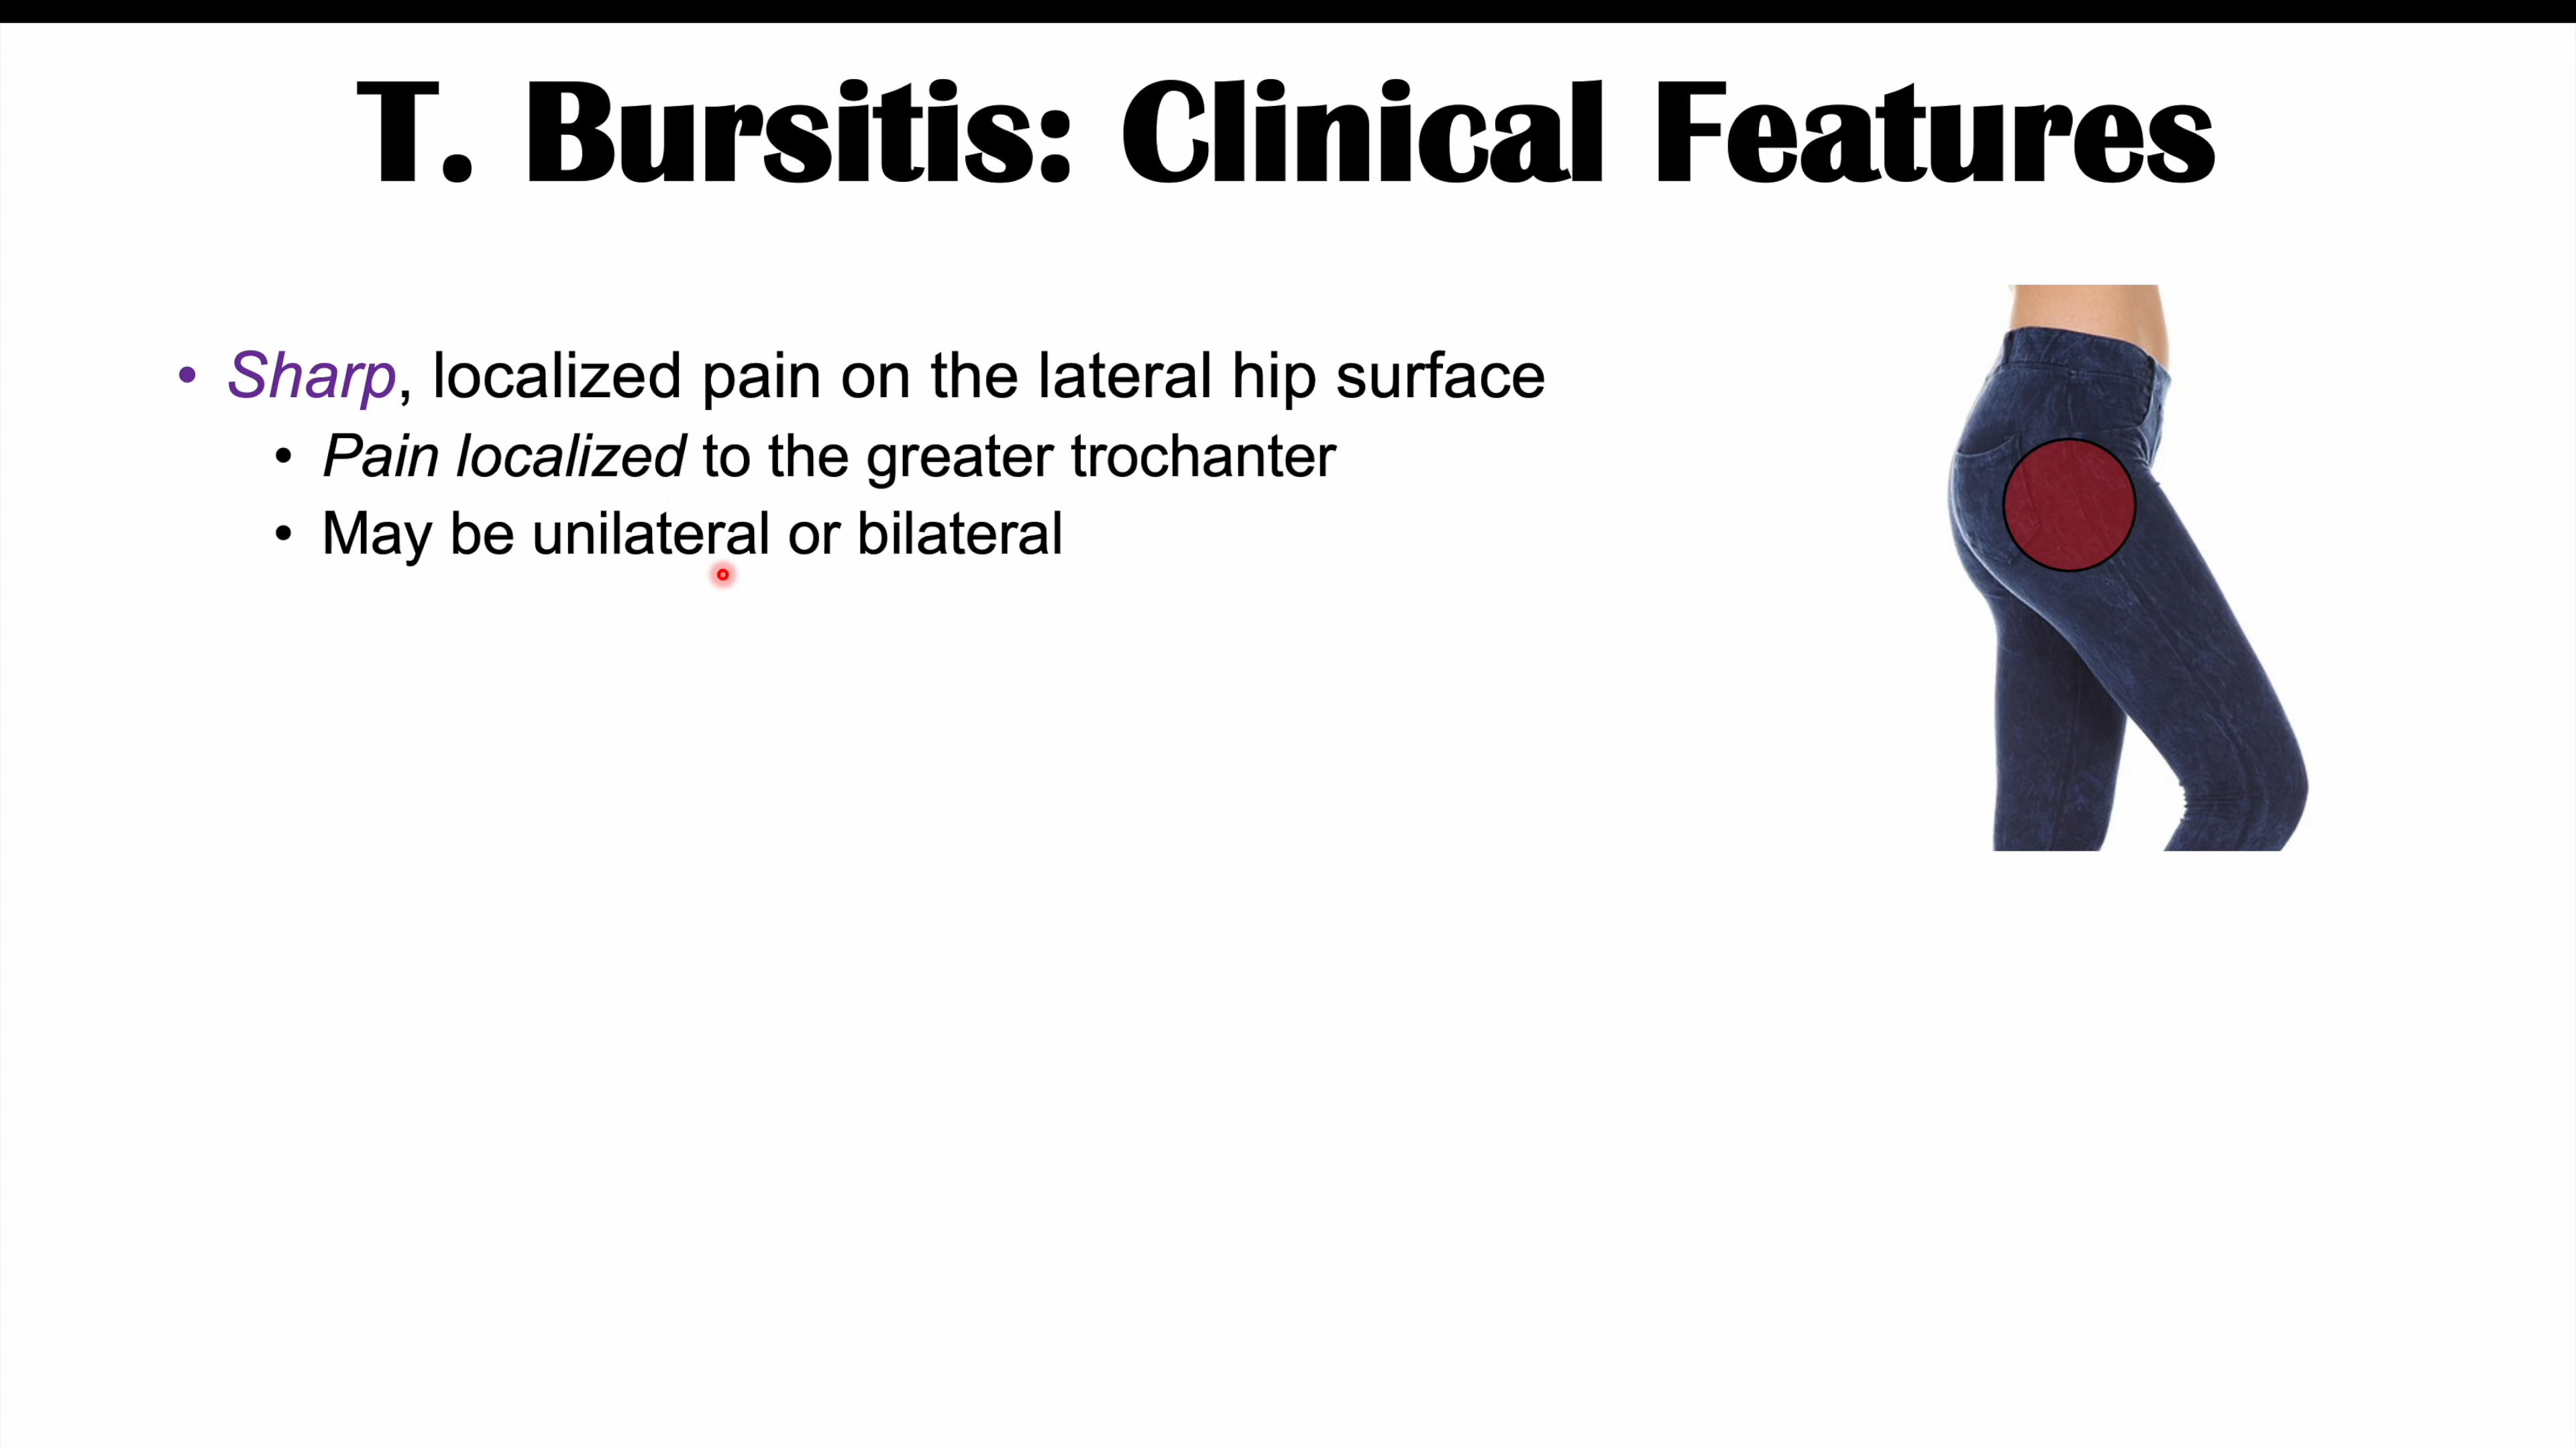 T. Bursitis: Clinical Features
• Sharp, localized pain on the lateral hip surface
• Pain localized to the greater trochanter
• May be unilateral or bilateral